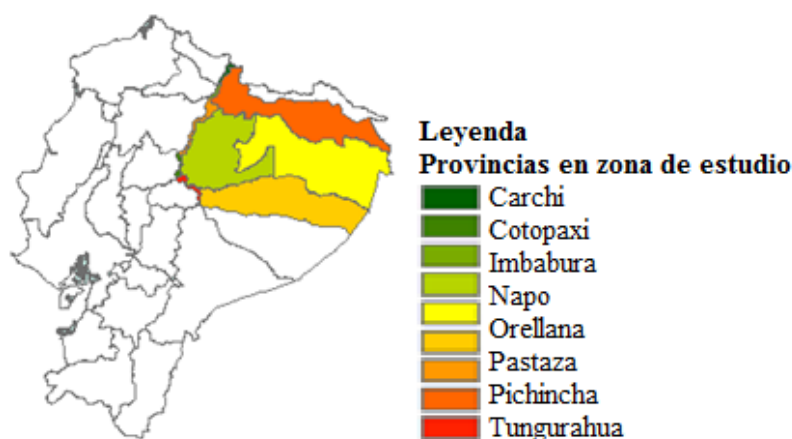 Leyenda
Provincias en zona de estudio
Carchi
Cotopaxi
Imbabura
Napo
Orellana
Pastaza
Pichincha
Tungurahua